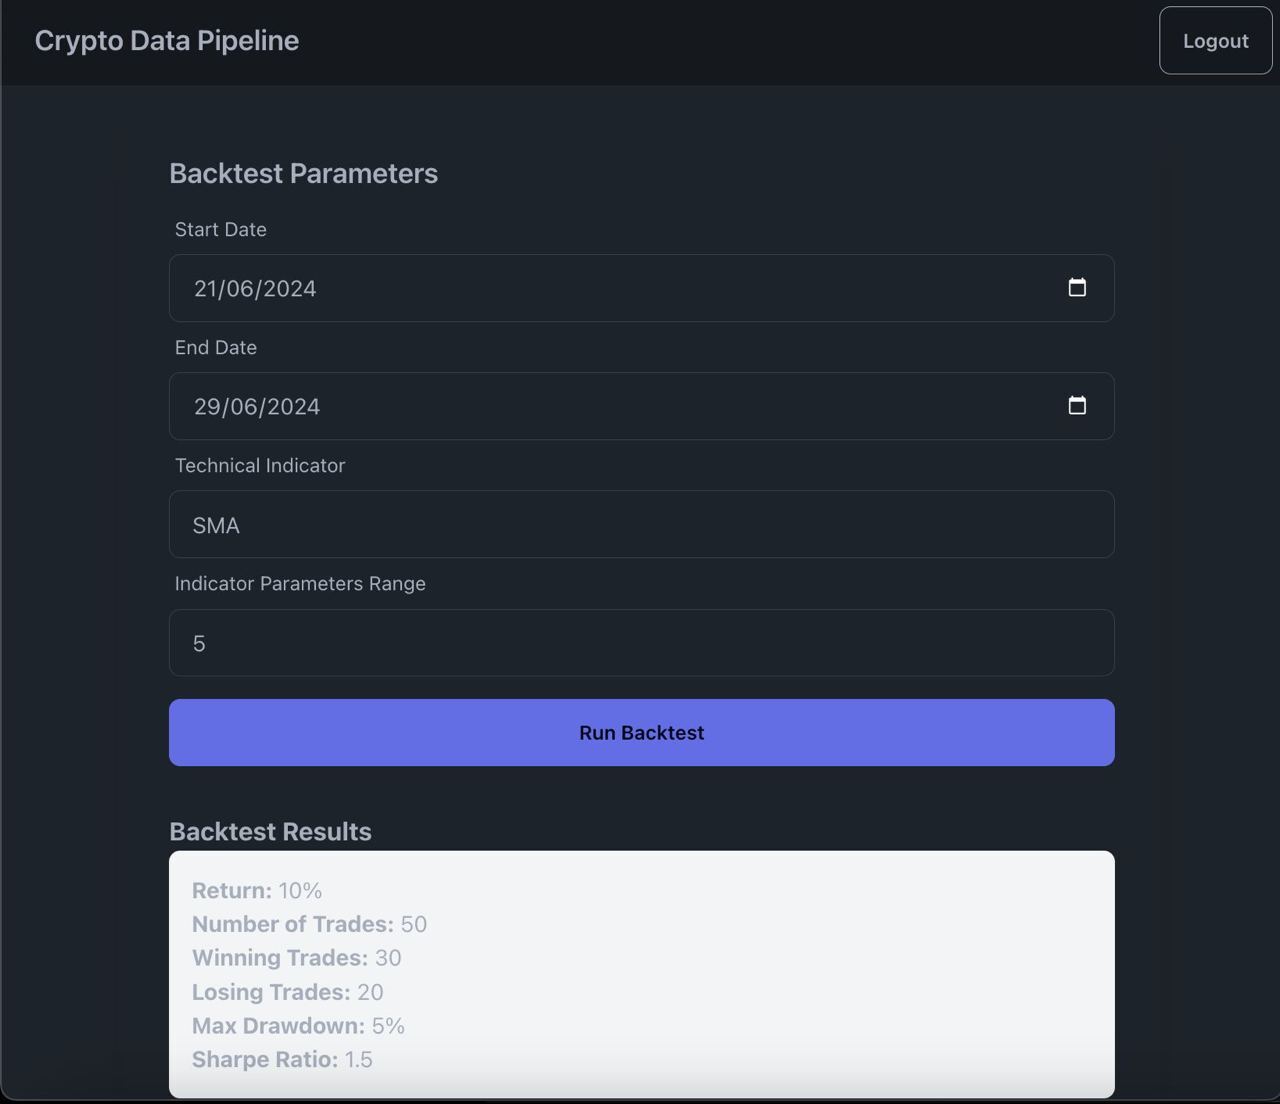 Crypto Data Pipeline
Logout
Backtest Parameters
Start Date
21/06/2024
End Date
29/06/2024
Technical Indicator
SMA
Indicator Parameters Range
5
Run Backtest
Backtest Results
Return: 10%
Number of Trades: 50
Winning Trades: 30
Losing Trades: 20
Max Drawdown: 5%
Sharpe Ratio: 1.5